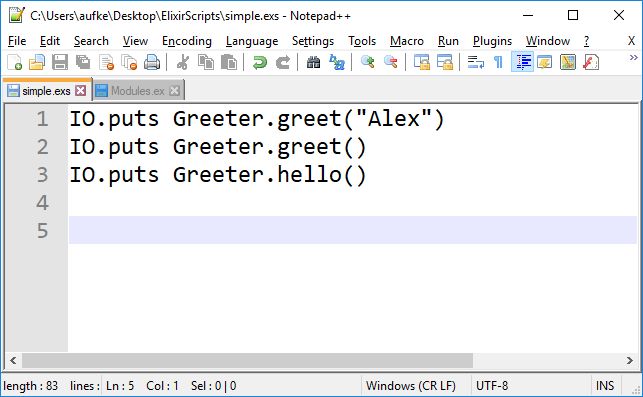 C:\Users\aufke\Desktop\ElixirScripts\simple.exs - Notepad++
File Edit Search View Encoding Language Settings Tools Macro Run Plugins Window ? X
simple.exs Modules.ex
1 IO.puts Greeter.greet("Alex")
2 IO.puts Greeter.greet()
3 IO.puts Greeter.hello()
4
5
length : 83 lines : Ln : 5 Col : 1 Sel : 0 | 0 Windows (CR LF) UTF-8 INS